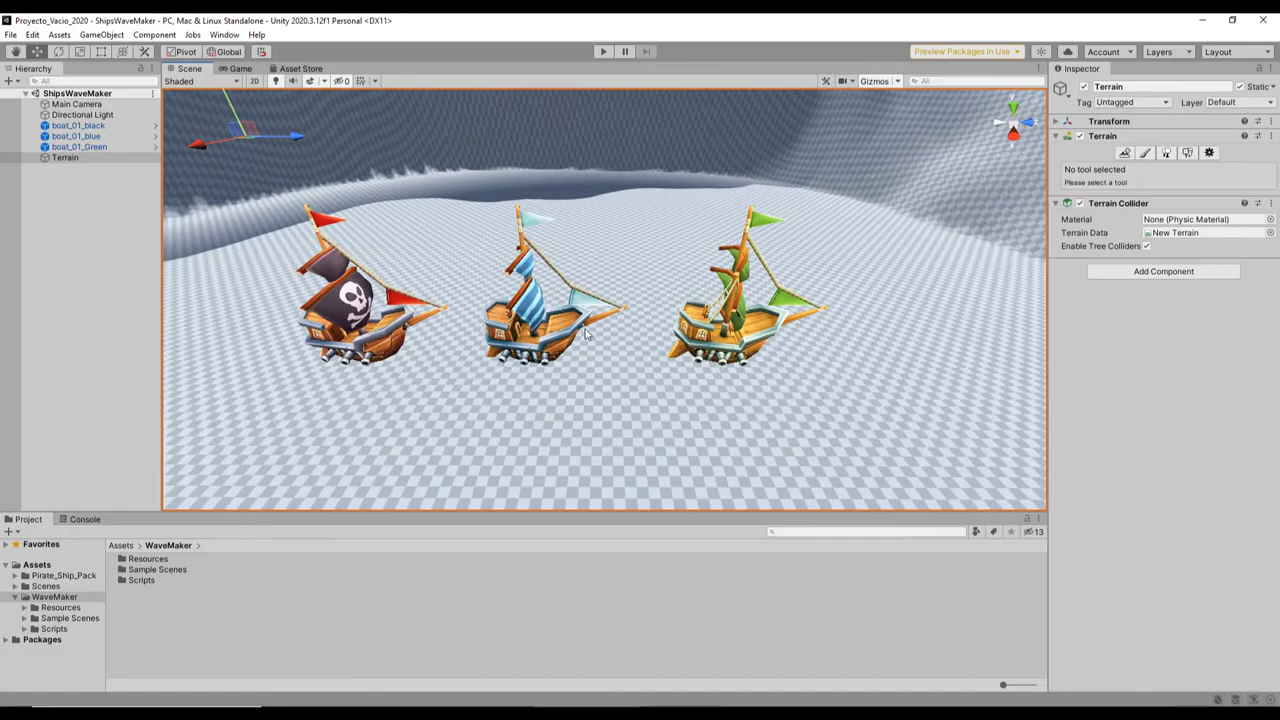 Proyecto_Vacio_2020 - ShipsWaveMaker - PC, Mac & Linux Standalone - Unity 2020.3.12f1 Personal <DX11>
File Edit Assets GameObject Component Jobs Window Help
Pivot Global Preview Packages in Use Account Layers Layout
Hierarchy Scene Game Asset Store Inspector
All Shaded 2D 0 Gizmos All
ShipsWaveMaker
Main Camera
Directional Light
boat_01_black
boat_01_blue
boat_01_Green
Terrain
y
Terrain Static
Tag Untagged Layer Default
Transform
Terrain
No tool selected
Please select a tool
Terrain Collider
Material None (Physic Material)
Terrain Data New Terrain
Enable Tree Colliders
Add Component
Project Console
13
Favorites
Assets
Pirate_Ship_Pack
Scenes
WaveMaker
Resources
Sample Scenes
Scripts
Packages
Assets > WaveMaker >
Resources
Sample Scenes
Scripts